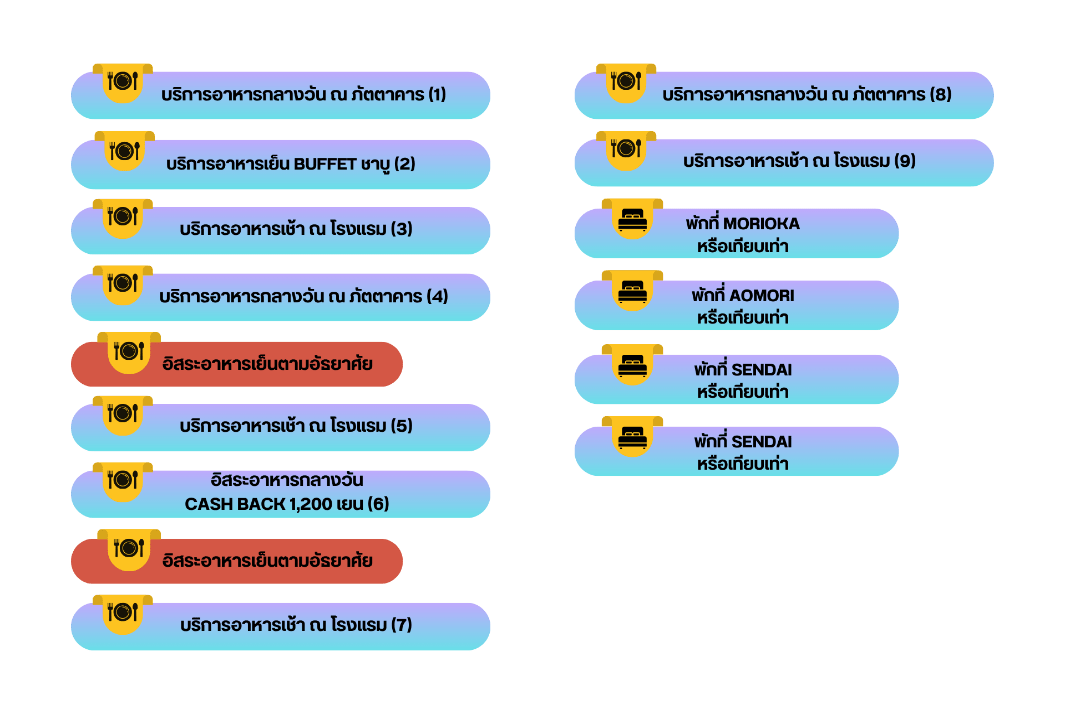 บริการอาหารกลางวัน ณ ภัตตาคาร (1)
บริการอาหารเย็น BUFFET ชาบู (2)
บริการอาหารเช้า ณ โรงแรม (3)
บริการอาหารกลางวัน ณ ภัตตาคาร (4)
อิสระอาหารเย็นตามอัธยาศัย
บริการอาหารเช้า ณ โรงแรม (5)
อิสระอาหารกลางวัน
CASH BACK 1,200 เยน (6)
อิสระอาหารเย็นตามอัธยาศัย
บริการอาหารเช้า ณ โรงแรม (7)
บริการอาหารกลางวัน ณ ภัตตาคาร (8)
บริการอาหารเช้า ณ โรงแรม (9)
พักที่ MORIOKA
หรือเทียบเท่า
พักที่ AOMORI
หรือเทียบเท่า
พักที่ SENDAI
หรือเทียบเท่า
พักที่ SENDAI
หรือเทียบเท่า